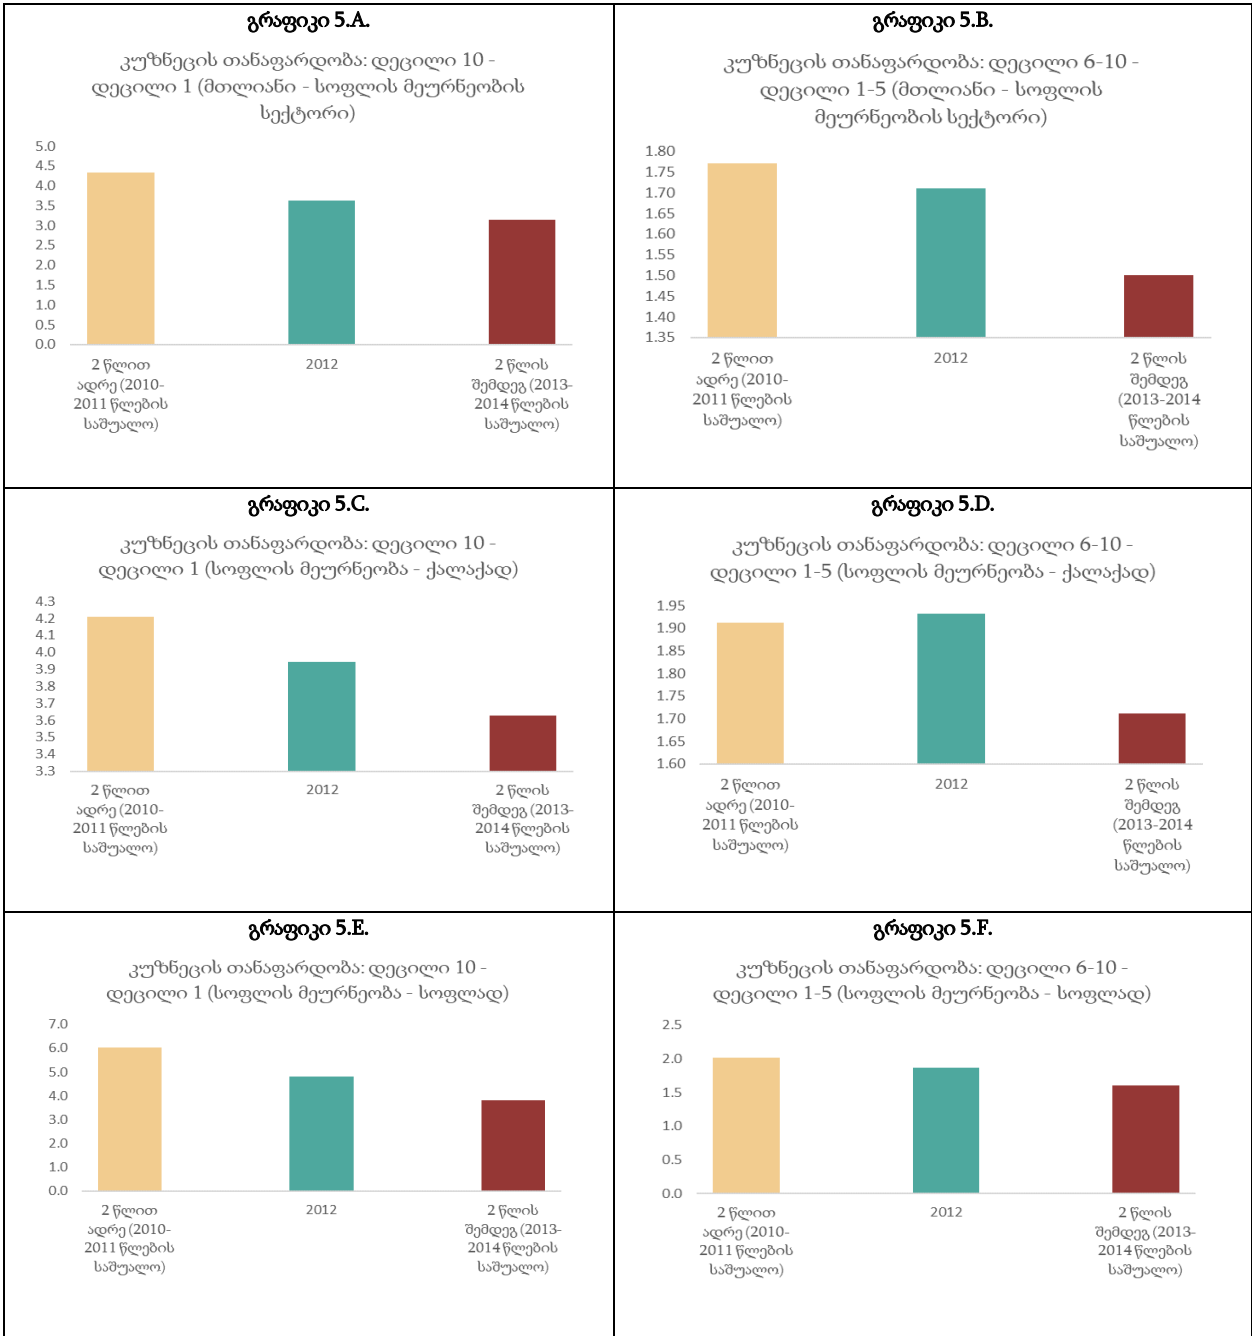 გრაფიკი 5.A.
კუზნეცის თანაფარდობა: დეცილი 10 -
დეცილი 1 (მთლიანი - სოფლის მეურნეობის
სექტორი)
5.0
4.5
4.0
3.5
3.0
2.5
2.0
1.5
1.0
0.5
0.0
2 წლით
ადრე (2010-
2011 წლების
საშუალო)
2012
2 წლის
შემდეგ (2013-
2014 წლების
საშუალო)
გრაფიკი 5.B.
კუზნეცის თანაფარდობა: დეცილი 6-10 -
დეცილი 1-5 (მთლიანი - სოფლის
მეურნეობის სექტორი)
1.80
1.75
1.70
1.65
1.60
1.55
1.50
1.45
1.40
1.35
2 წლით
ადრე (2010-
2011 წლების
საშუალო)
2012
2 წლის
შემდეგ
(2013-2014
წლების
საშუალო)
გრაფიკი 5.C.
კუზნეცის თანაფარდობა: დეცილი 10 -
დეცილი 1 (სოფლის მეურნეობა - ქალაქად)
4.3
4.2
4.1
4.0
3.9
3.8
3.7
3.6
3.5
3.4
3.3
2 წლით
ადრე (2010-
2011 წლების
საშუალო)
2012
2 წლის
შემდეგ (2013-
2014 წლების
საშუალო)
გრაფიკი 5.D.
კუზნეცის თანაფარდობა: დეცილი 6-10 -
დეცილი 1-5 (სოფლის მეურნეობა - ქალაქად)
1.95
1.90
1.85
1.80
1.75
1.70
1.65
1.60
2 წლით
ადრე (2010-
2011 წლების
საშუალო)
2012
2 წლის
შემდეგ
(2013-2014
წლების
საშუალო)
გრაფიკი 5.E.
კუზნეცის თანაფარდობა: დეცილი 10 -
დეცილი 1 (სოფლის მეურნეობა - სოფლად)
7.0
6.0
5.0
4.0
3.0
2.0
1.0
0.0
2 წლით
ადრე (2010-
2011 წლების
საშუალო)
2012
2 წლის
შემდეგ (2013-
2014 წლების
საშუალო)
გრაფიკი 5.F.
კუზნეცის თანაფარდობა: დეცილი 6-10 -
დეცილი 1-5 (სოფლის მეურნეობა - სოფლად)
2.5
2.0
1.5
1.0
0.5
0.0
2 წლით
ადრე (2010-
2011 წლების
საშუალო)
2012
2 წლის
შემდეგ (2013-
2014 წლების
საშუალო)